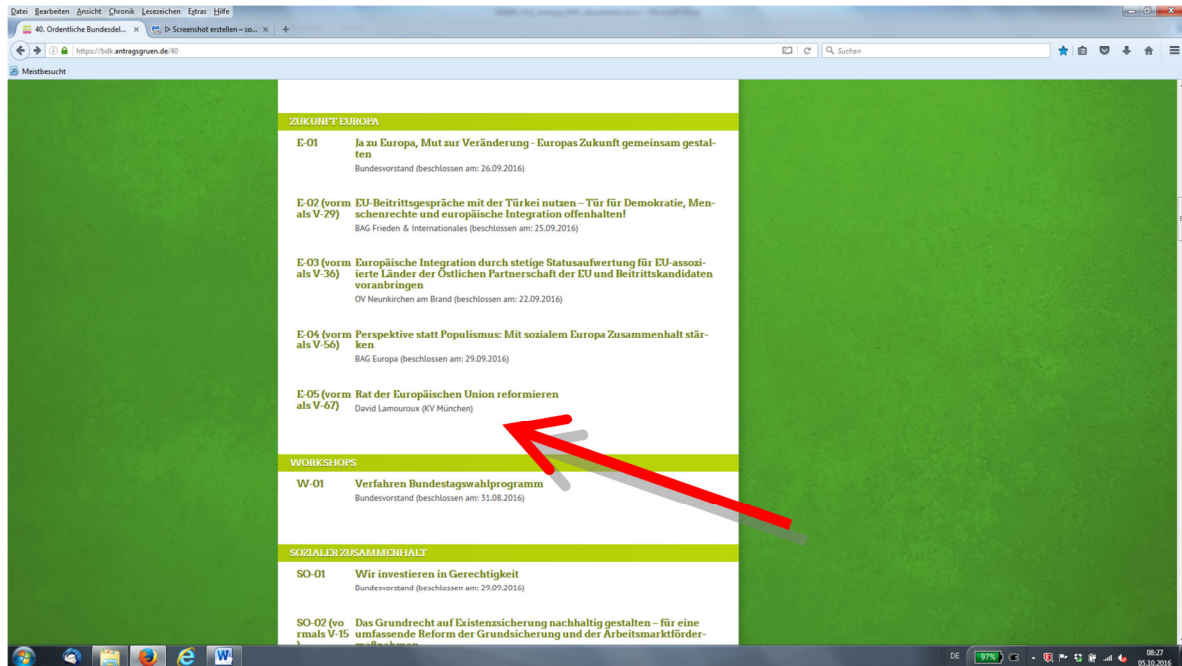 Datei Bearbeiten Ansicht Chronik Lesezeichen Extras Hilfe
40. Ordentliche Bundesdel... × ▷ Screenshot erstellen – so... × +
https://bdk.antragsgruen.de/40
Suchen
Meistbesucht
ZUKUNFT EUROPA
E-01 Ja zu Europa, Mut zur Veränderung - Europas Zukunft gemeinsam gestal-
ten
Bundesvorstand (beschlossen am: 26.09.2016)
E-02 (vorm EU-Beitrittsgespräche mit der Türkei nutzen – Tür für Demokratie, Men-
als V-29) schenrechte und europäische Integration offenhalten!
BAG Frieden & Internationales (beschlossen am: 25.09.2016)
E-03 (vorm Europäische Integration durch stetige Statusaufwertung für EU-assozi-
als V-36) ierte Länder der Östlichen Partnerschaft der EU und Beitrittskandidaten
voranbringen
OV Neunkirchen am Brand (beschlossen am: 22.09.2016)
E-04 (vorm Perspektive statt Populismus: Mit sozialem Europa Zusammenhalt stär-
als V-56) ken
BAG Europa (beschlossen am: 29.09.2016)
E-05 (vorm Rat der Europäischen Union reformieren
als V-67) David Lamouroux (KV München)
WORKSHOPS
W-01 Verfahren Bundestagswahlprogramm
Bundesvorstand (beschlossen am: 31.08.2016)
SOZIALER ZUSAMMENHALT
SO-01 Wir investieren in Gerechtigkeit
Bundesvorstand (beschlossen am: 29.09.2016)
SO-02 (vo Das Grundrecht auf Existenzsicherung nachhaltig gestalten – für eine
rmals V-15 umfassende Reform der Grundsicherung und der Arbeitsmarktförder-
) maßnahmen
DE 97% 08:27
05.10.2016